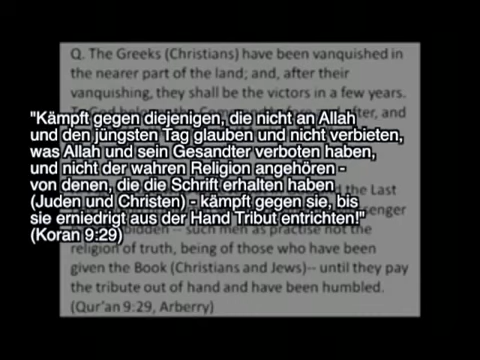 Q. The Greeks (Christians) have been vanquished in
the nearer part of the land; and, after their
vanquishing, they shall be the victors in a few years.
"Kämpft gegen diejenigen, die nicht an Allah
und den jüngsten Tag glauben und nicht verbieten,
was Allah und sein Gesandter verboten haben,
und nicht der wahren Religion angehören -
von denen, die die Schrift erhalten haben
(Juden und Christen) - kämpft gegen sie, bis
sie erniedrigt aus der Hand Tribut entrichten!"
(Koran 9:29)
and
the Last
such men as practise not the
religion of truth, being of those who have been
given the Book (Christians and Jews)-- until they pay
the tribute out of hand and have been humbled.
(Qur'an 9:29, Arberry)